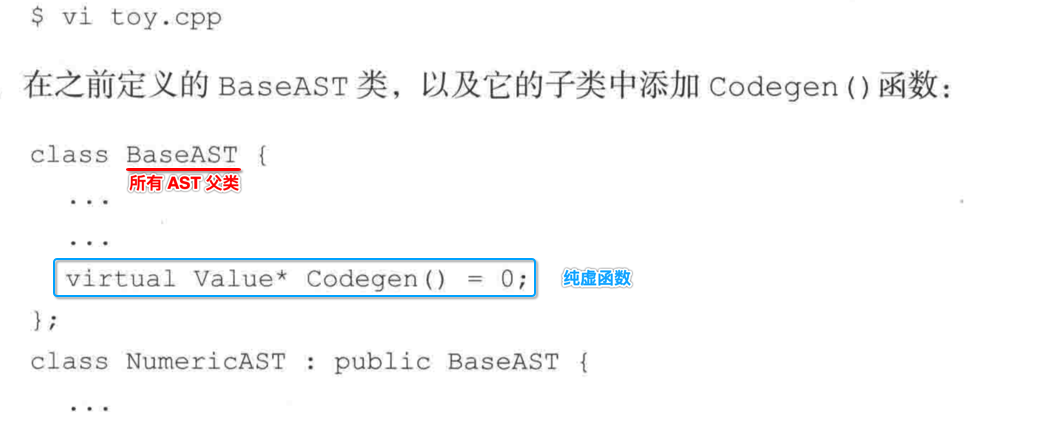 $ vi toy.cpp
在之前定义的 BaseAST 类，以及它的子类中添加 Codegen()函数：
class BaseAST {
所有 AST 父类
...
...
virtual Value* Codegen() = 0;
纯虚函数
};
class NumericAST : public BaseAST {
...